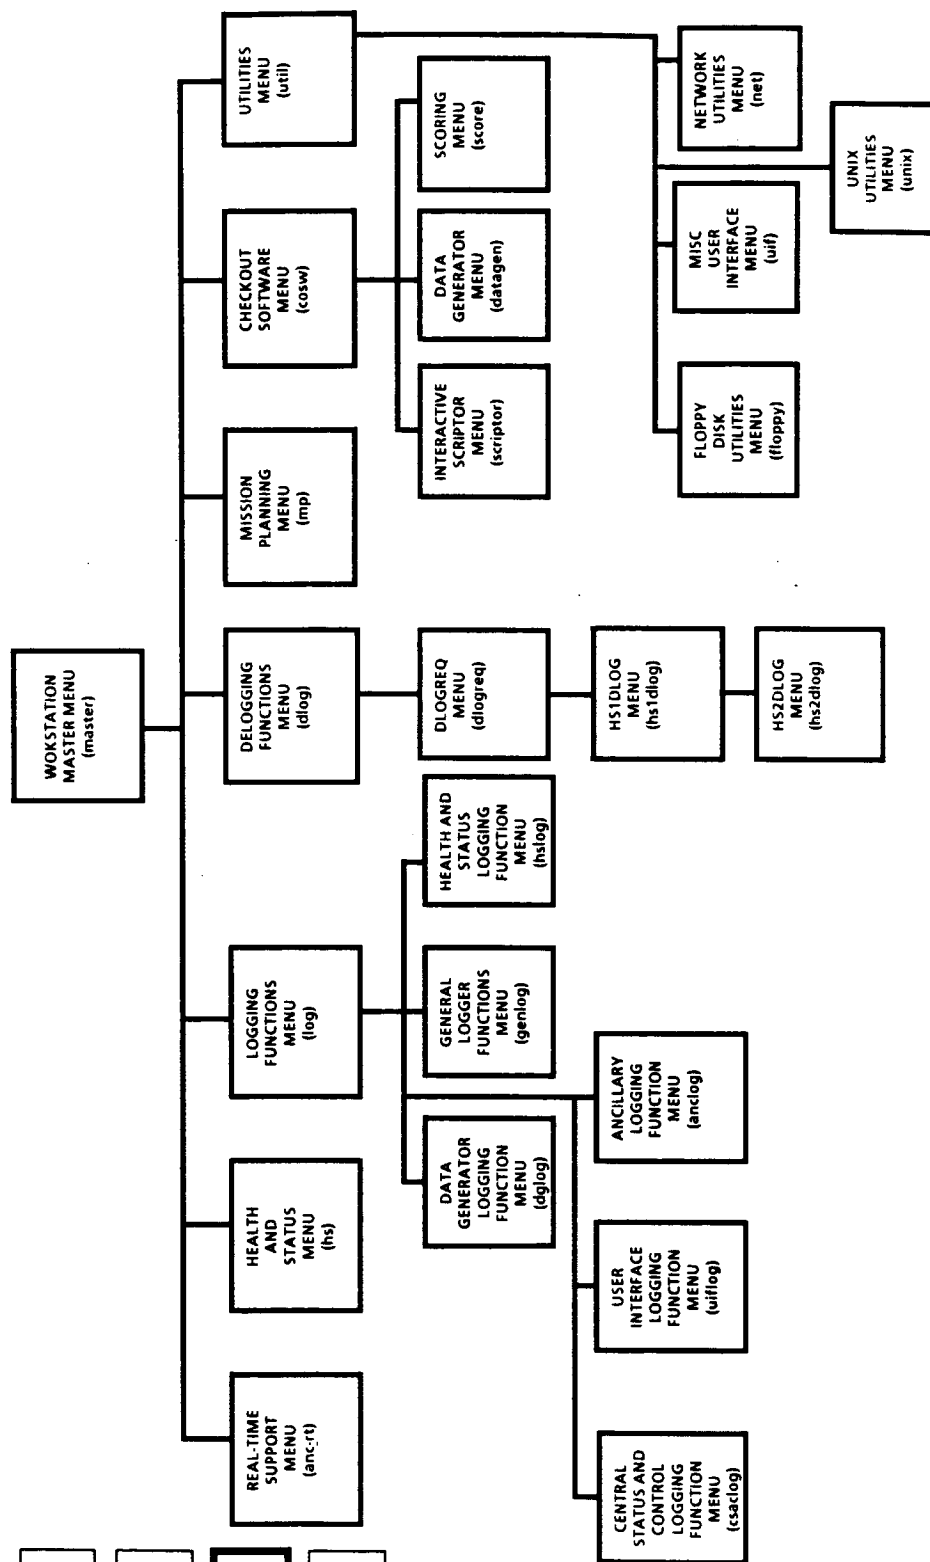 WOKSTATION
MASTER MENU
(master)
REAL-TIME
SUPPORT
MENU
(anc-rt)
HEALTH
AND
STATUS
MENU
(hs)
LOGGING
FUNCTIONS
MENU
(log)
DELOGGING
FUNCTIONS
MENU
(dlog)
MISSION
PLANNING
MENU
(mp)
CHECKOUT
SOFTWARE
MENU
(cosw)
UTILITIES
MENU
(util)
DATA
GENERATOR
LOGGING
FUNCTION
MENU
(dglog)
GENERAL
LOGGER
FUNCTIONS
MENU
(genlog)
HEALTH AND
STATUS
LOGGING
FUNCTION
MENU
(hslog)
DLOGREQ
MENU
(dlogreq)
INTERACTIVE
SCRIPTOR
MENU
(scriptor)
DATA
GENERATOR
MENU
(datagen)
SCORING
MENU
(score)
CENTRAL
STATUS AND
CONTROL
LOGGING
FUNCTION
MENU
(csaclog)
USER
INTERFACE
LOGGING
FUNCTION
MENU
(uiflog)
ANCILLARY
LOGGING
FUNCTION
MENU
(anclog)
HS1DLOG
MENU
(hs1dlog)
HS2DLOG
MENU
(hs2dlog)
FLOPPY
DISK
UTILITIES
MENU
(floppy)
MISC
USER
INTERFACE
MENU
(uif)
NETWORK
UTILITIES
MENU
(net)
UNIX
UTILITIES
MENU
(unix)